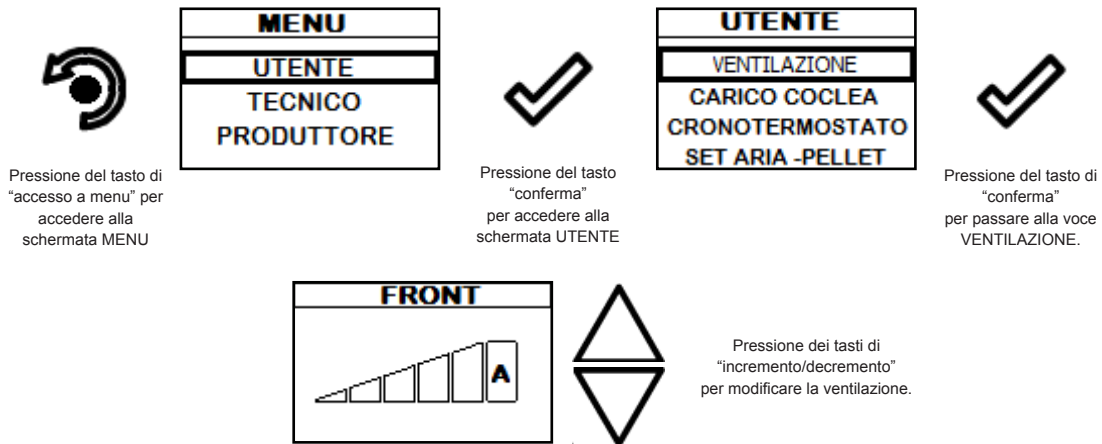 MENU
UTENTE
TECNICO
PRODUTTORE
UTENTE
VENTILAZIONE
CARICO COCLEA
CRONOTERMOSTATO
SET ARIA -PELLET
Pressione del tasto di
“accesso a menu” per
accedere alla
schermata MENU
Pressione del tasto
“conferma”
per accedere alla
schermata UTENTE
Pressione del tasto di
“conferma”
per passare alla voce
VENTILAZIONE.
FRONT
A
Pressione dei tasti di
“incremento/decremento”
per modificare la ventilazione.